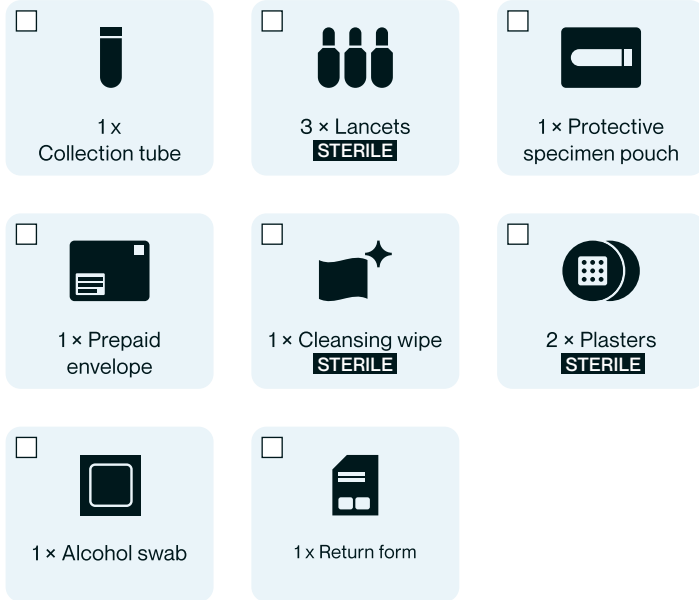 1 x
Collection tube
3 × Lancets
STERILE
1 × Protective
specimen pouch
1 × Prepaid
envelope
1 × Cleansing wipe
STERILE
2 × Plasters
STERILE
1 × Alcohol swab
1 x Return form